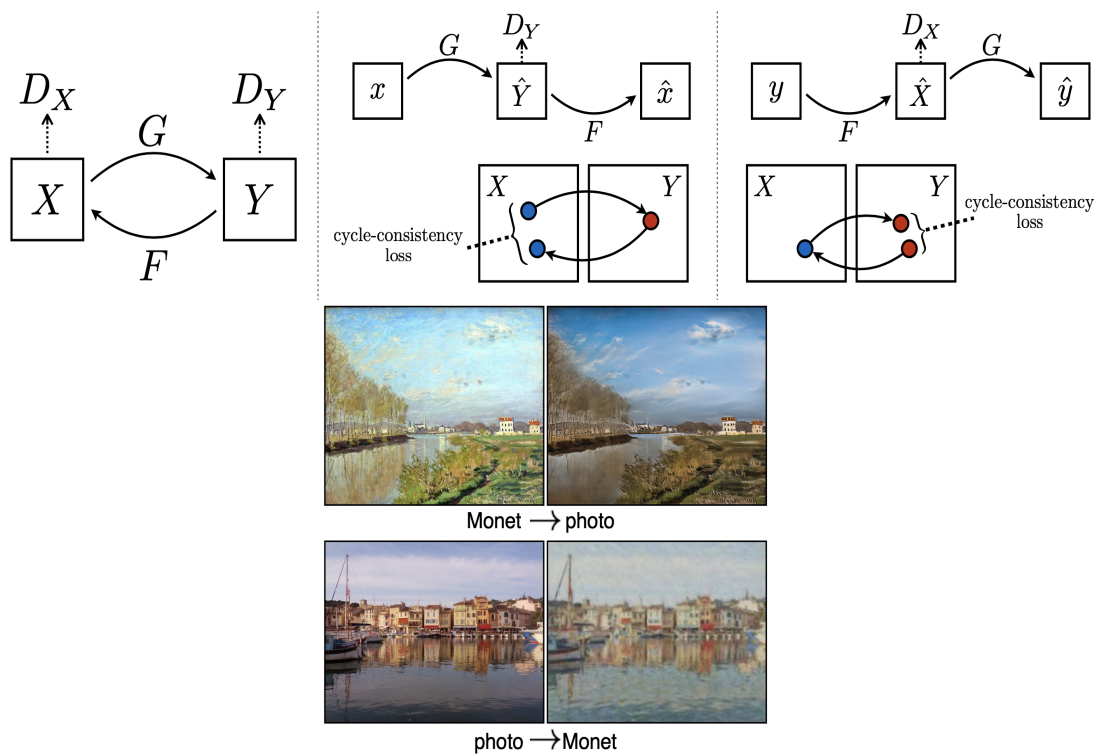 D_X
D_Y
G
X
Y
F
D_Y
G
x
Ŷ
x̂
F
X
Y
cycle-consistency
loss
D_X
G
y
X̂
ŷ
F
X
Y
cycle-consistency
loss
Monet → photo
photo → Monet